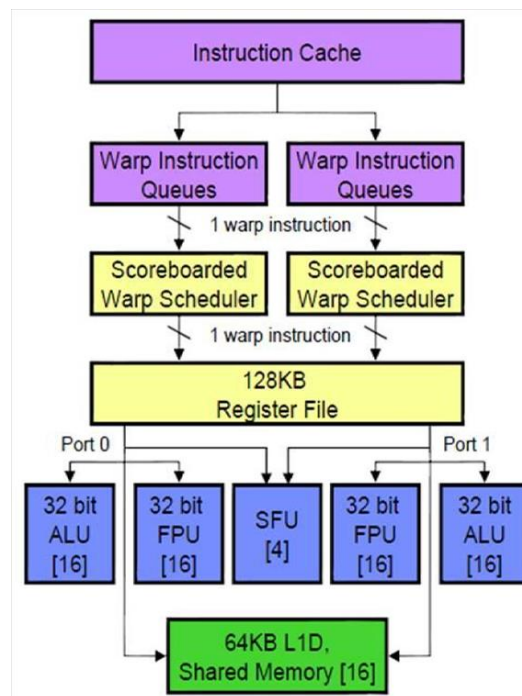 Instruction Cache
Warp Instruction
Queues
Warp Instruction
Queues
1 warp instruction
Scoreboarded
Warp Scheduler
Scoreboarded
Warp Scheduler
1 warp instruction
128KB
Register File
Port 0
Port 1
32 bit
ALU
[16]
32 bit
FPU
[16]
SFU
[4]
32 bit
FPU
[16]
32 bit
ALU
[16]
64KB L1D,
Shared Memory [16]